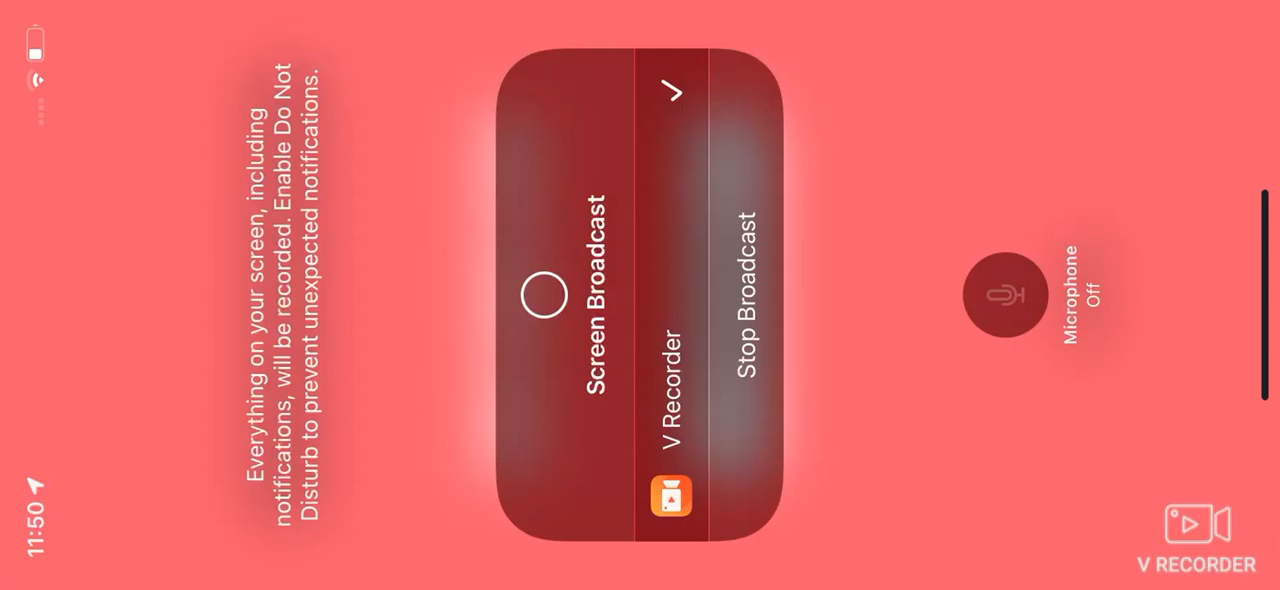 11:50
Everything on your screen, including
notifications, will be recorded. Enable Do Not
Disturb to prevent unexpected notifications.
Screen Broadcast
V Recorder
Stop Broadcast
Microphone
Off
V RECORDER